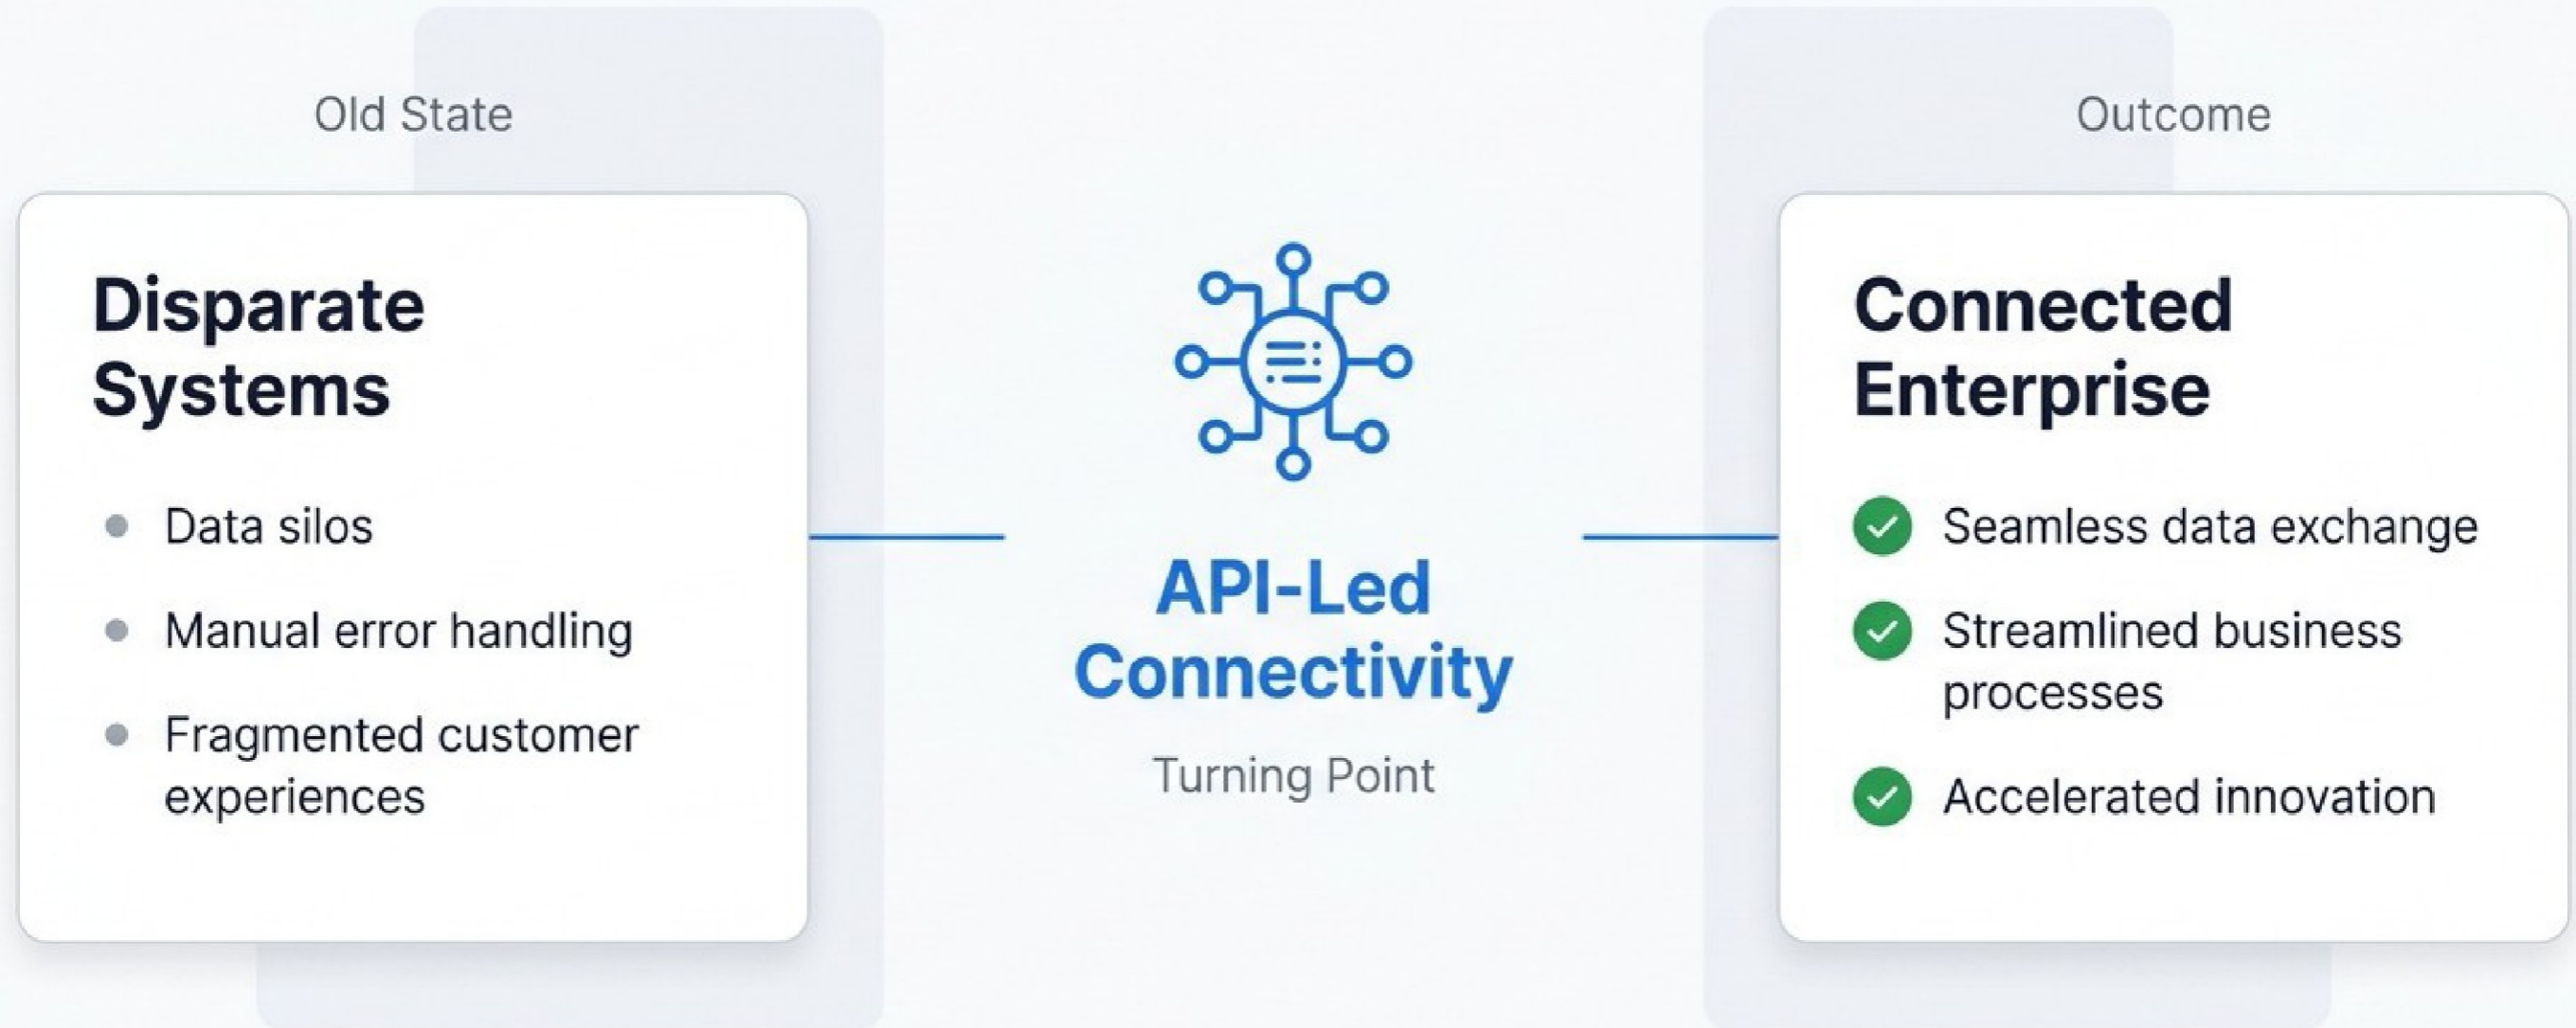 Old State
Disparate
Systems
Data silos
Manual error handling
Fragmented customer
experiences
API-Led
Connectivity
Turning Point
Outcome
Connected
Enterprise
Seamless data exchange
Streamlined business
processes
Accelerated innovation